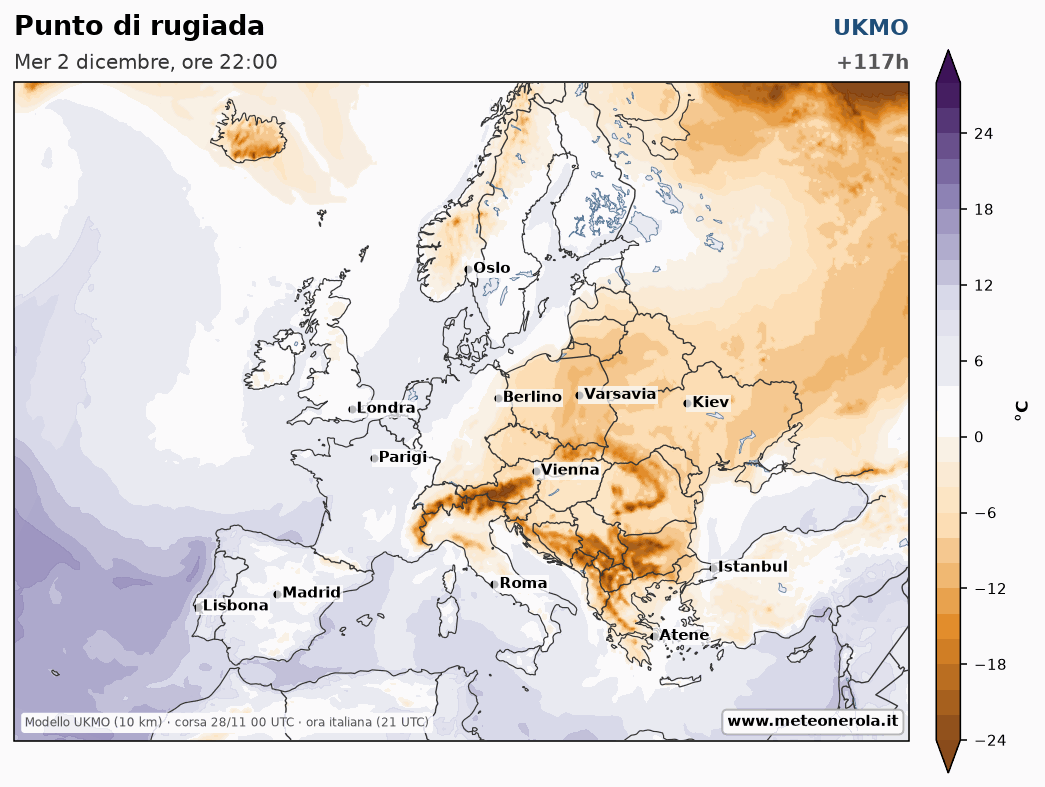 Punto di rugiada
UKMO
Mer 2 dicembre, ore 22:00
+117h
24
18
12
6
0
−6
−12
−18
−24
°C
Oslo
Londra
Berlino
Varsavia
Kiev
Parigi
Vienna
Istanbul
Roma
Madrid
Lisbona
Atene
Modello UKMO (10 km) · corsa 28/11 00 UTC · ora italiana (21 UTC)
www.meteonerola.it